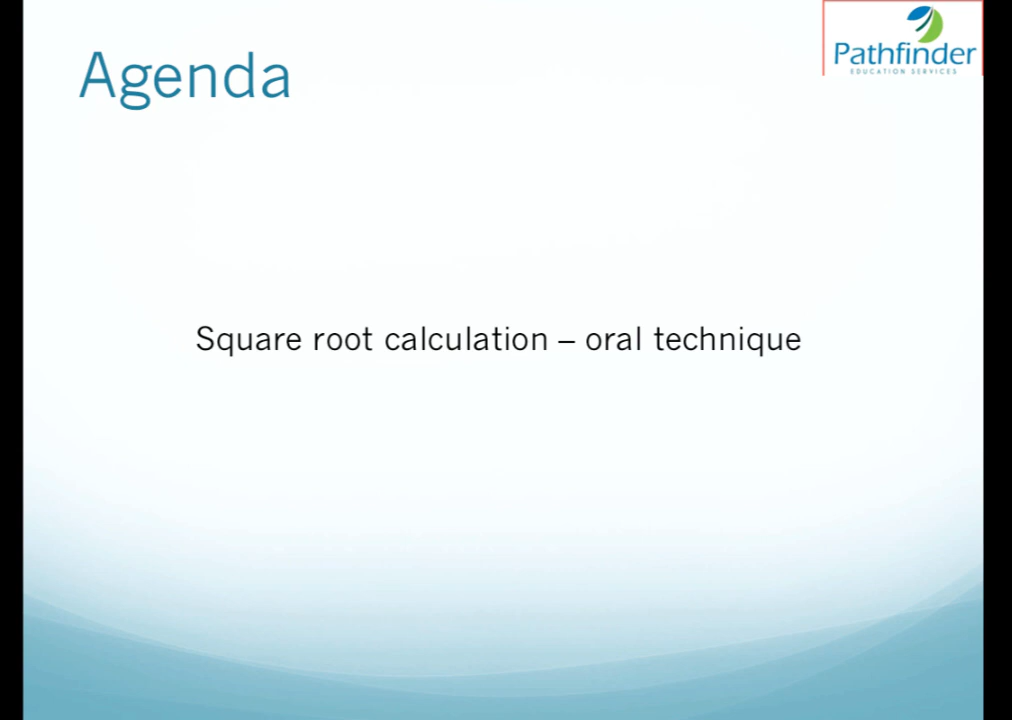 Agenda
Pathfinder
EDUCATION SERVICES
Square root calculation – oral technique